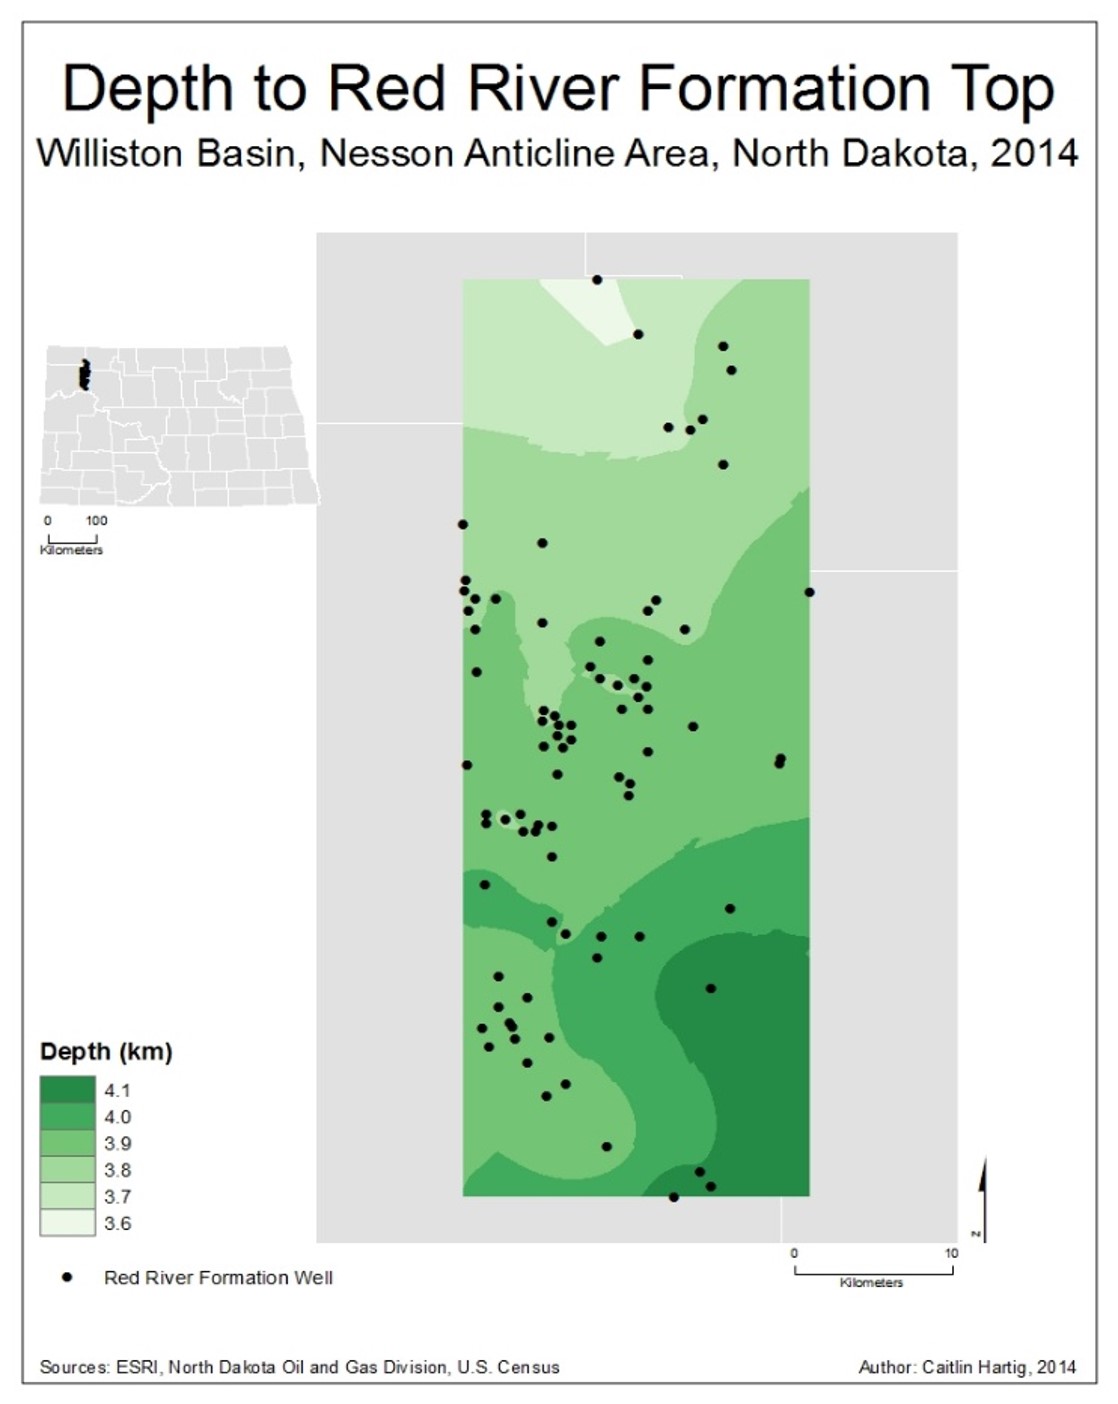 Depth to Red River Formation Top
Williston Basin, Nesson Anticline Area, North Dakota, 2014
0 100
Kilometers
Depth (km)
4.1
4.0
3.9
3.8
3.7
3.6
Red River Formation Well
N
0 10
Kilometers
Sources: ESRI, North Dakota Oil and Gas Division, U.S. Census
Author: Caitlin Hartig, 2014